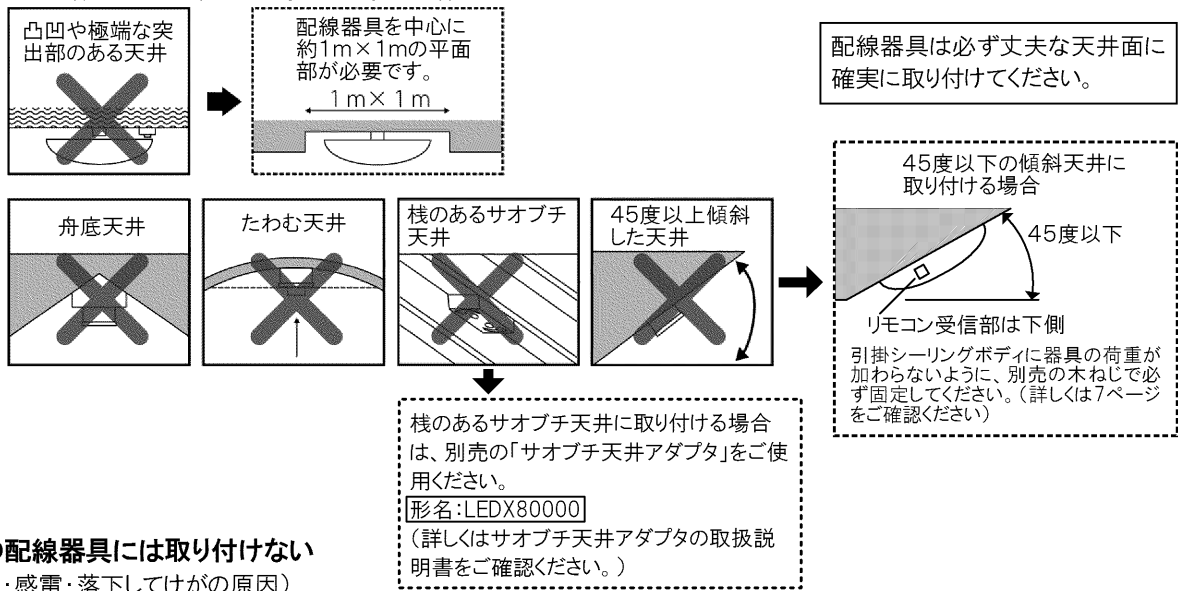 凸凹や極端な突
出部のある天井
配線器具を中心に
約1m×1mの平面
部が必要です。
1m×1m
配線器具は必ず丈夫な天井面に
確実に取り付けてください。
舟底天井
たわむ天井
桟のあるサオブチ
天井
45度以上傾斜
した天井
45度以下の傾斜天井に
取り付ける場合
45度以下
リモコン受信部は下側
引掛シーリングボディに器具の荷重が
加わらないように、別売の木ねじで必
ず固定してください。(詳しくは7ページ
をご確認ください)
桟のあるサオブチ天井に取り付ける場合
は、別売の「サオブチ天井アダプタ」をご使
用ください。
形名:LEDX80000
(詳しくはサオブチ天井アダプタの取扱説
明書をご確認ください。)
の配線器具には取り付けない
・感電・落下してけがの原因)